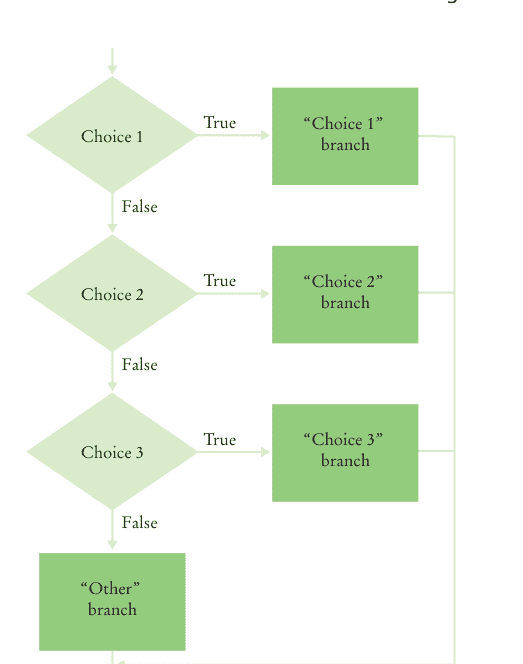 Choice 1
True
“Choice 1”
branch
False
Choice 2
True
“Choice 2”
branch
False
Choice 3
True
“Choice 3”
branch
False
“Other”
branch